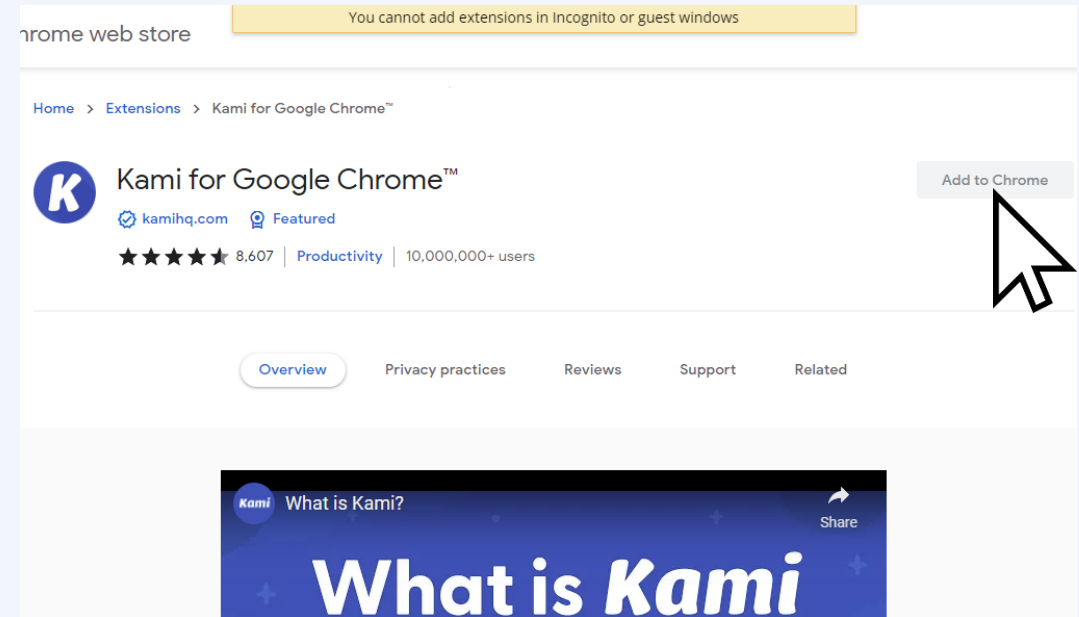 You cannot add extensions in Incognito or guest windows
hrome web store
Home > Extensions > Kami for Google Chrome™
K
Kami for Google Chrome™
Add to Chrome
kamihq.com Featured
8,607 Productivity 10,000,000+ users
Overview Privacy practices Reviews Support Related
Kami What is Kami?
Share
What is Kami